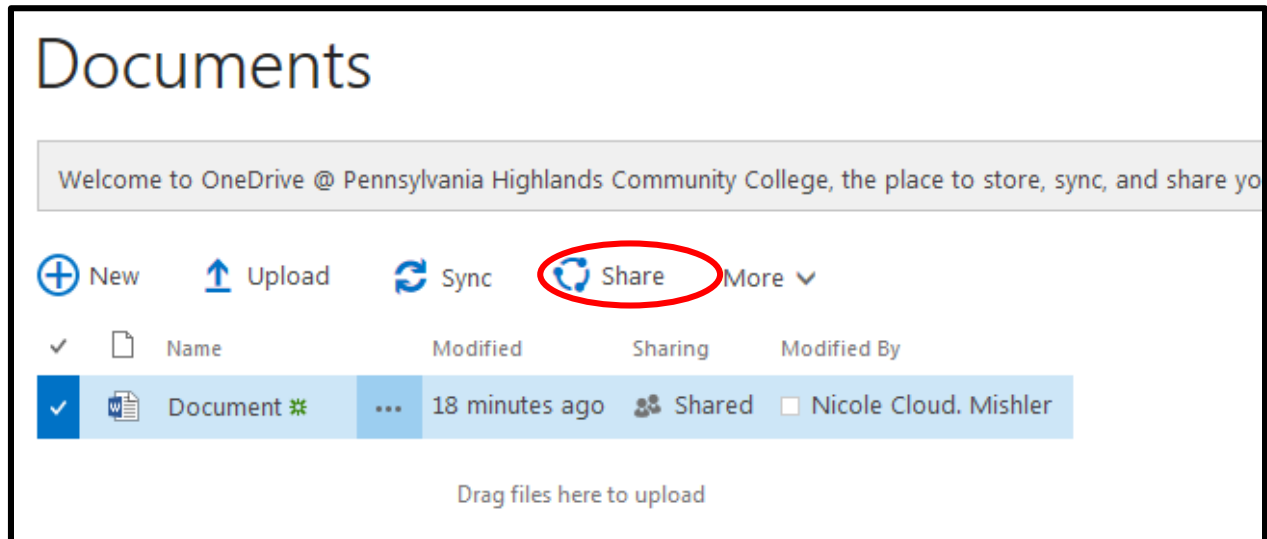 Documents
Welcome to OneDrive @ Pennsylvania Highlands Community College, the place to store, sync, and share yo
New Upload Sync Share More
Name Modified Sharing Modified By
Document ... 18 minutes ago Shared Nicole Cloud. Mishler
Drag files here to upload